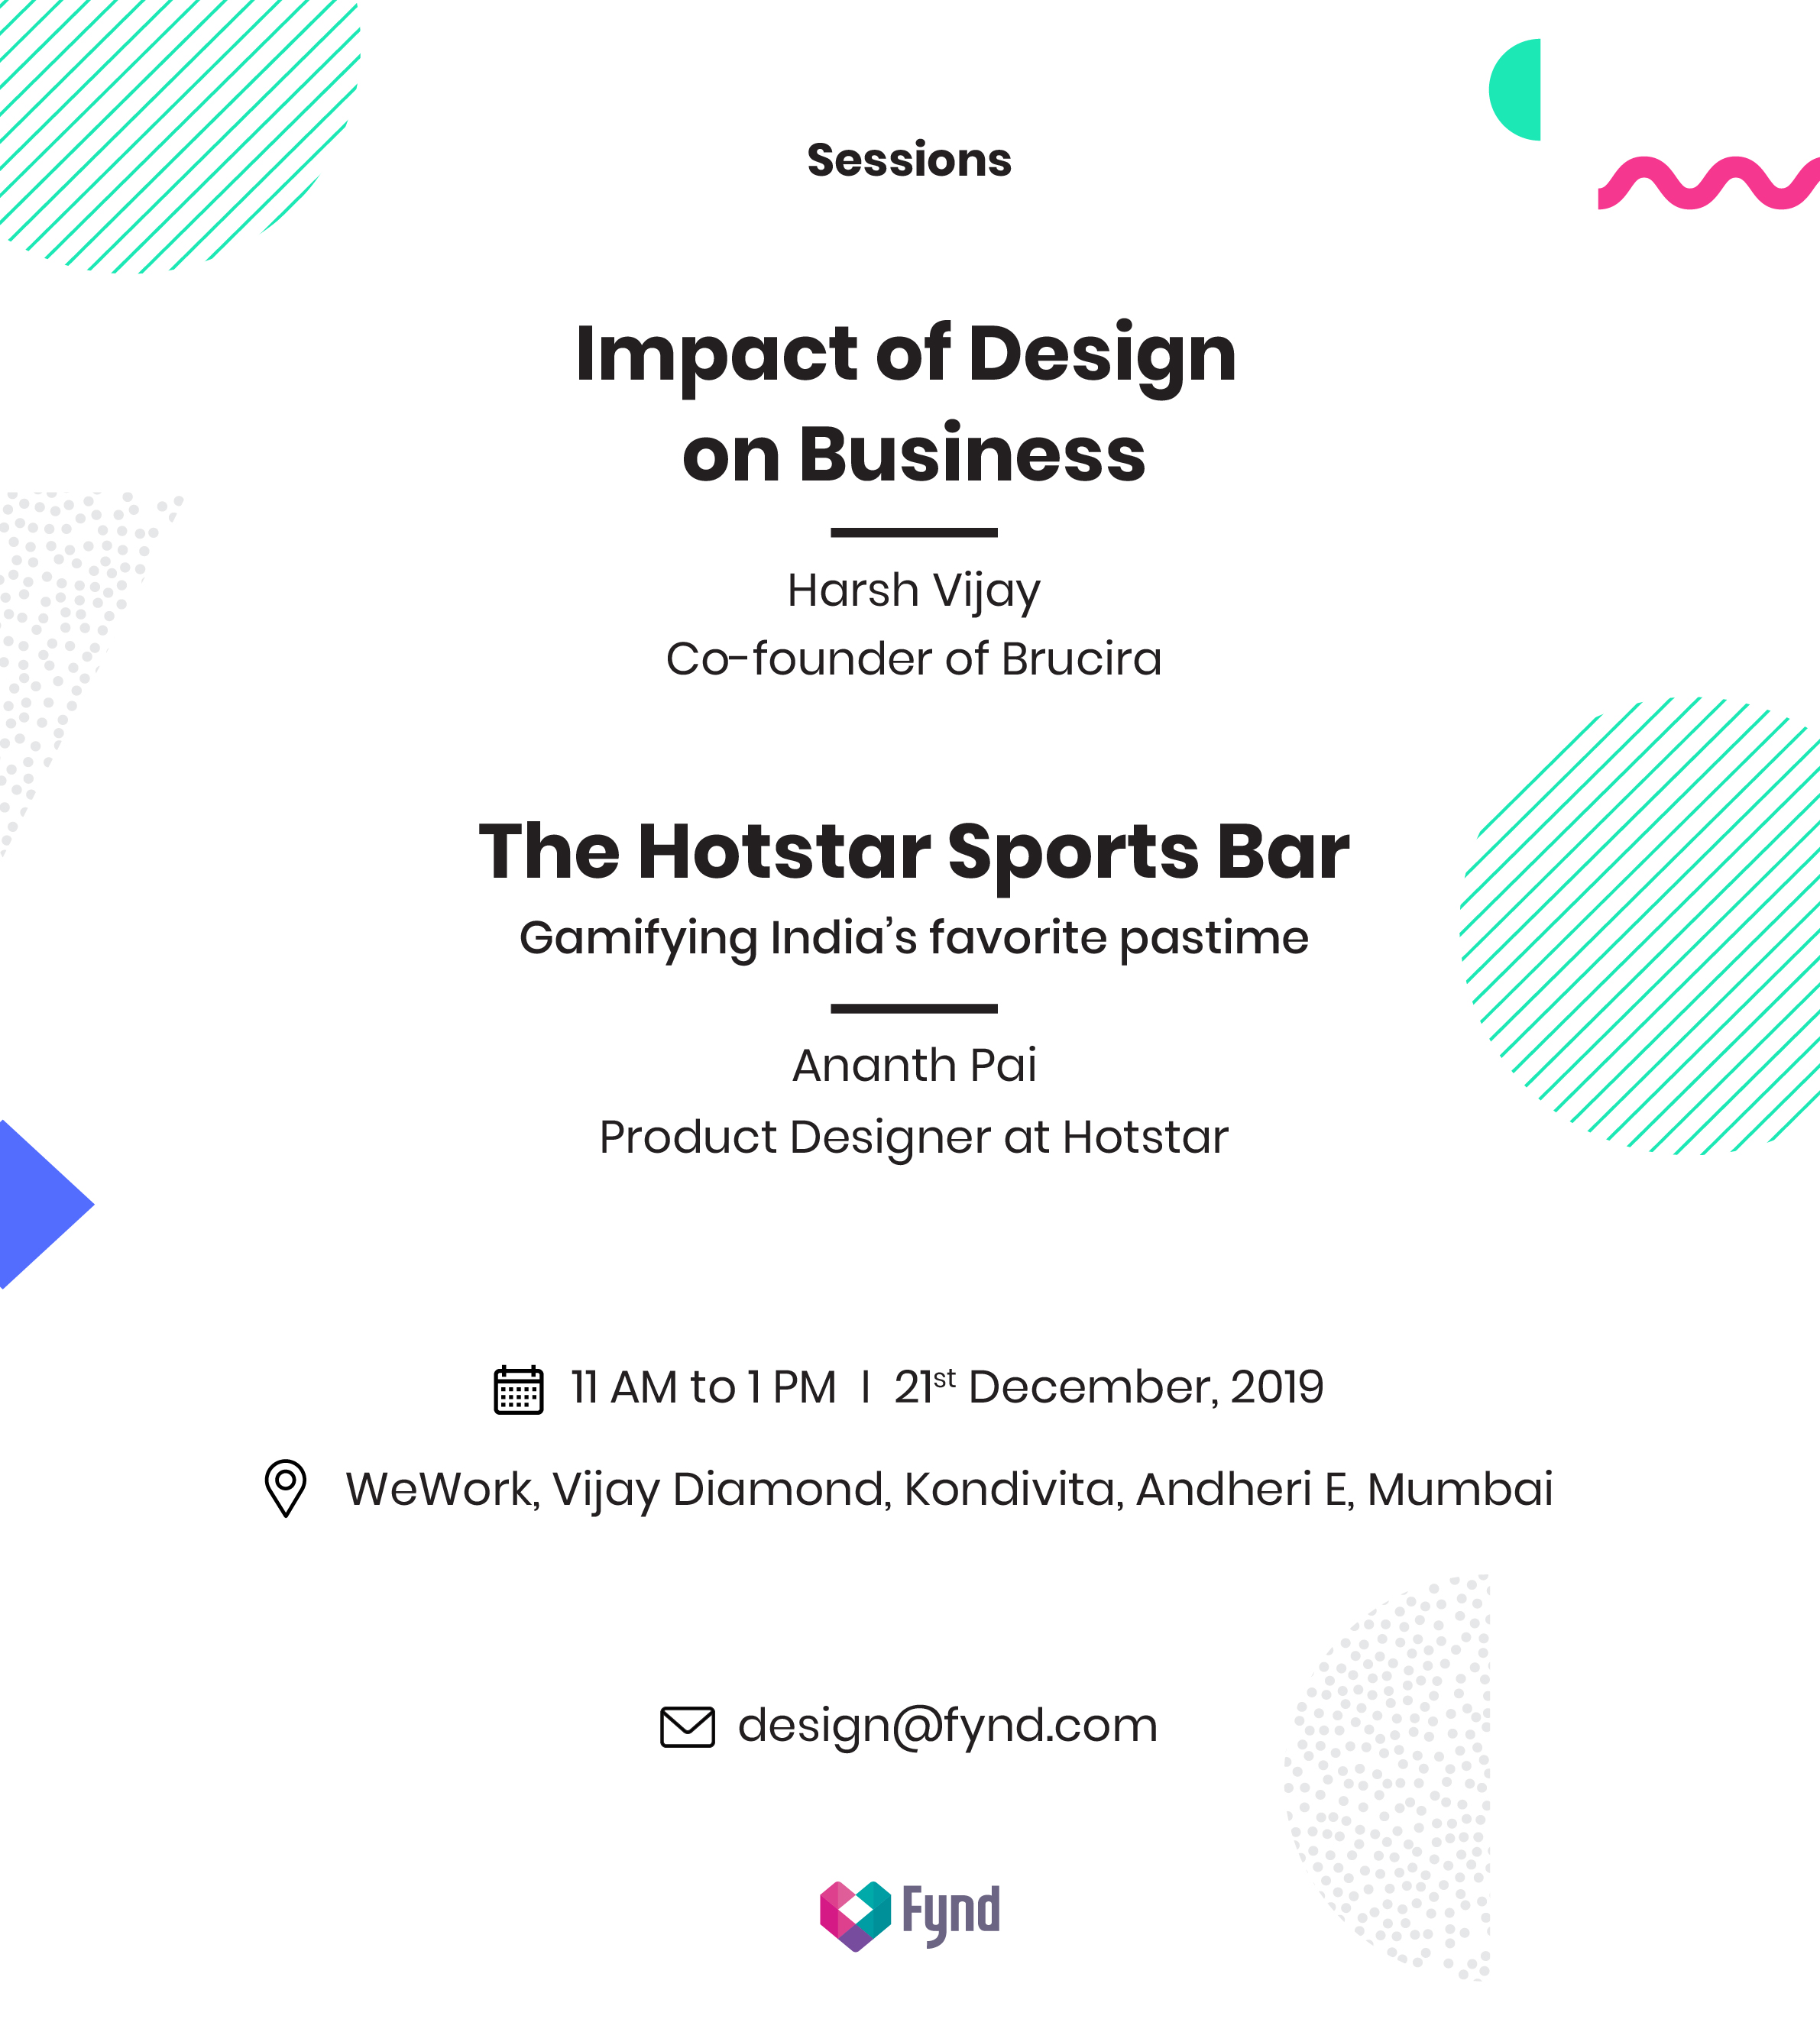 Sessions
Impact of Design
on Business
Harsh Vijay
Co-founder of Brucira
The Hotstar Sports Bar
Gamifying India’s favorite pastime
Ananth Pai
Product Designer at Hotstar
11 AM to 1 PM | 21st December, 2019
WeWork, Vijay Diamond, Kondivita, Andheri E, Mumbai
design@fynd.com
Fynd